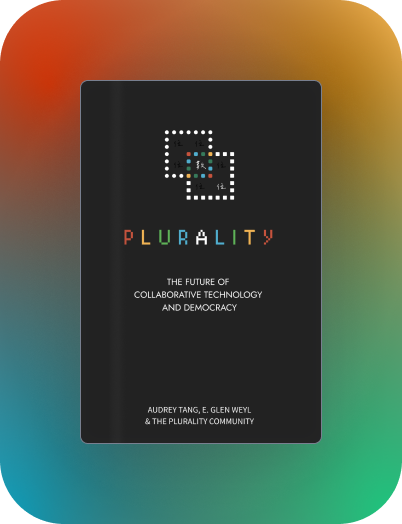 PLURALITY
THE FUTURE OF
COLLABORATIVE TECHNOLOGY
AND DEMOCRACY
AUDREY TANG, E. GLEN WEYL
& THE PLURALITY COMMUNITY